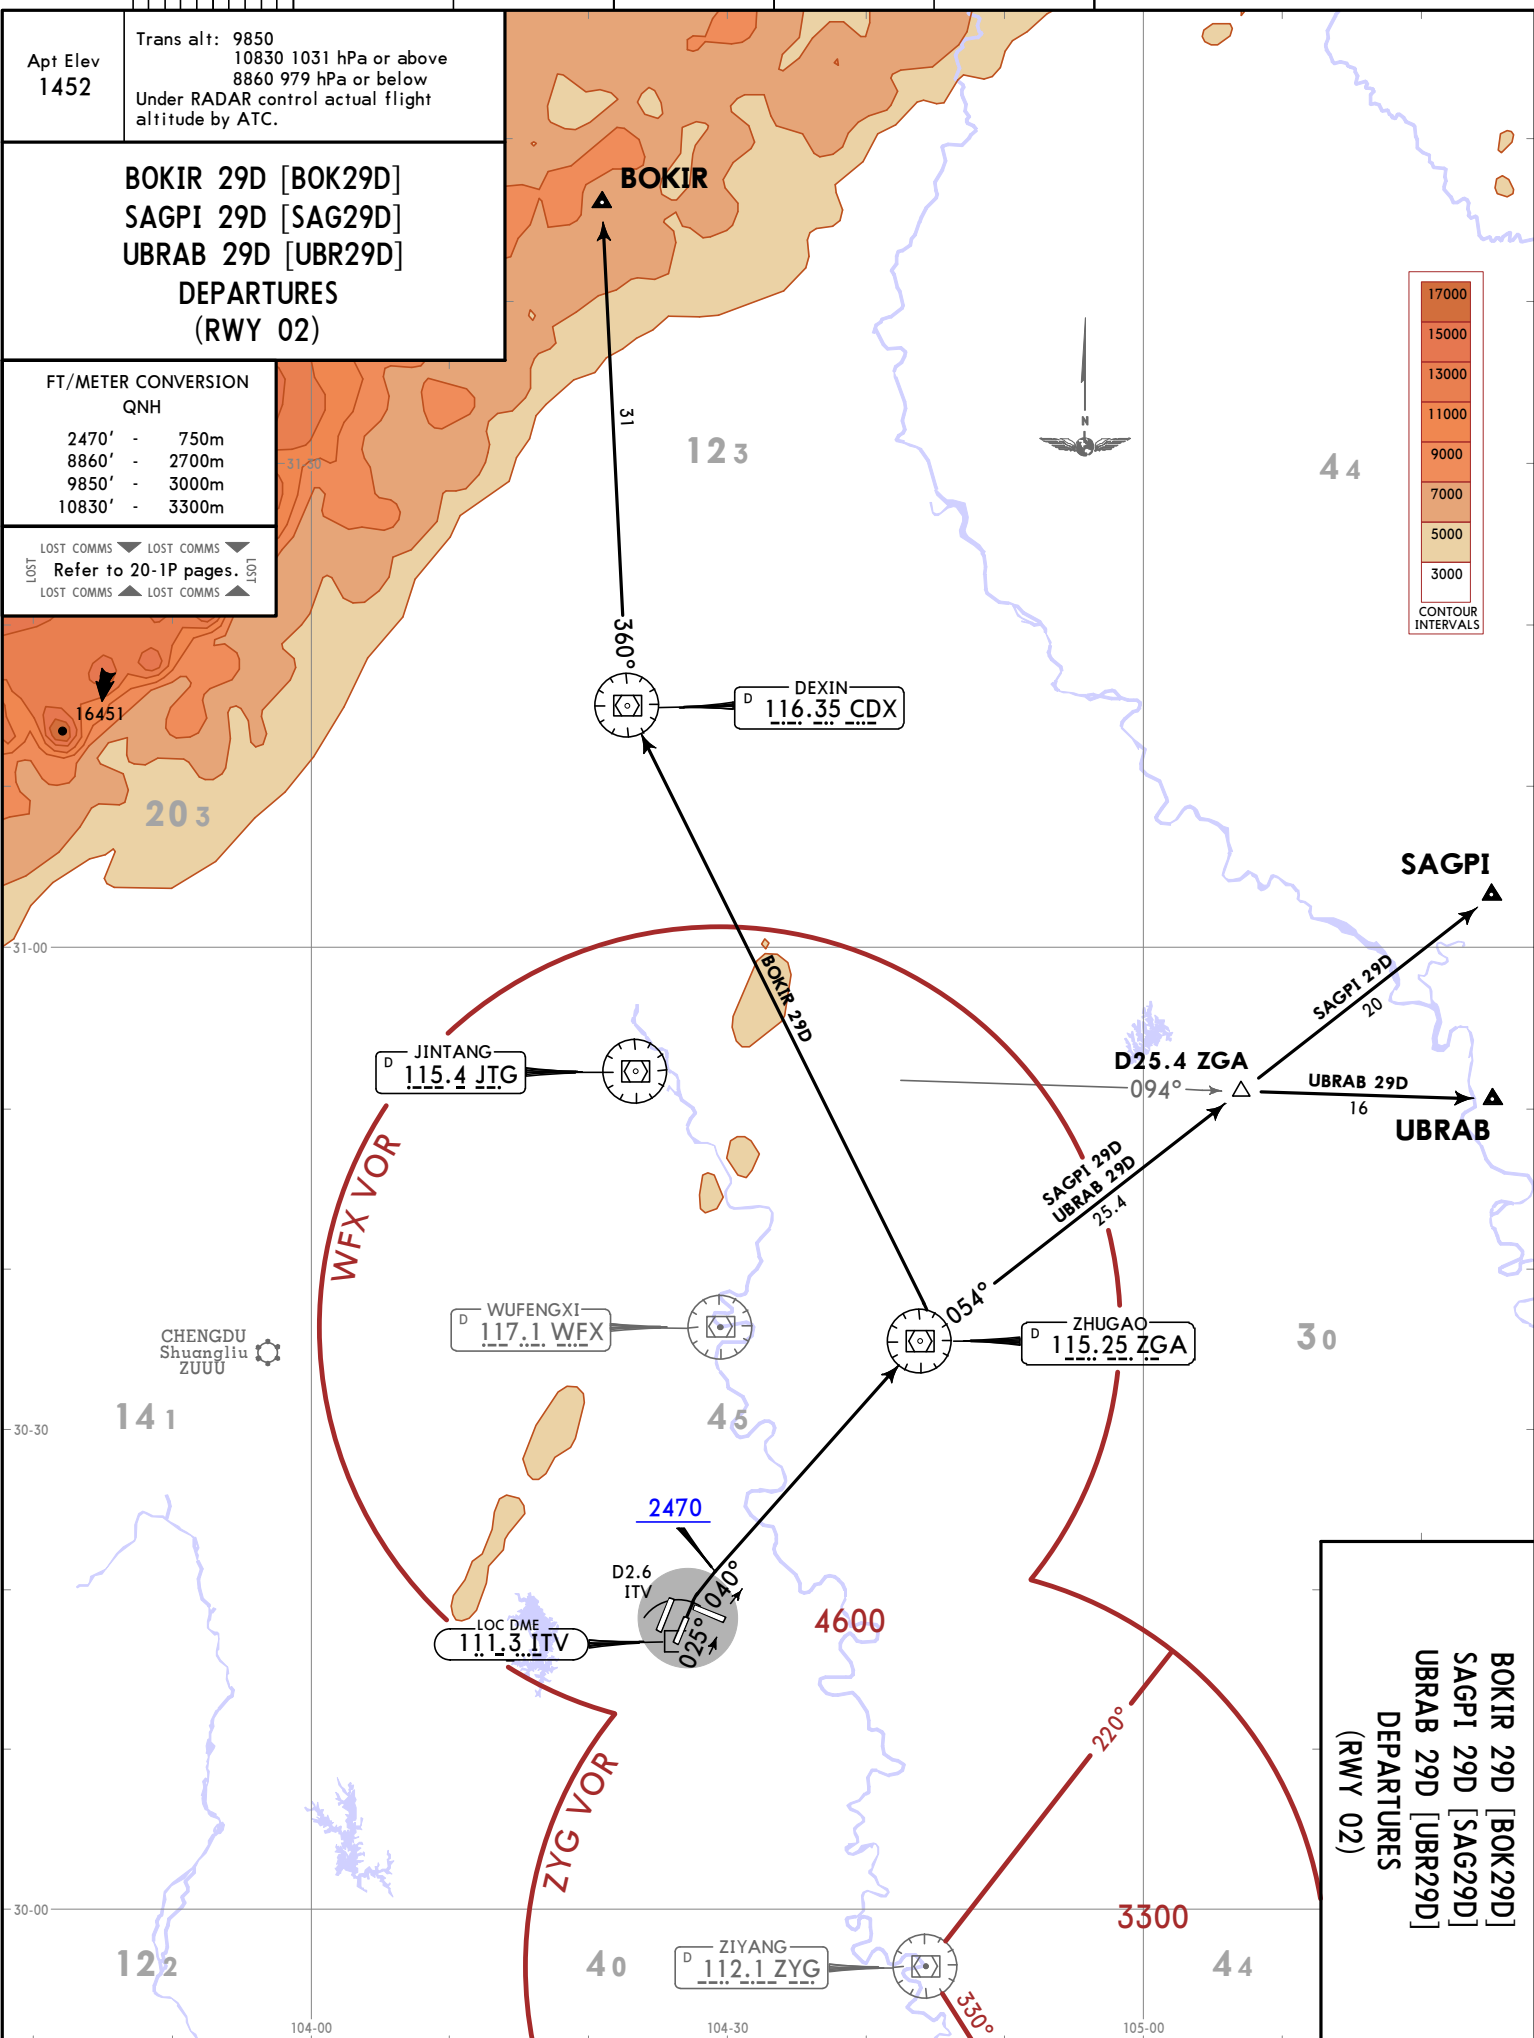 Apt Elev
1452
Trans alt: 9850
10830 1031 hPa or above
8860 979 hPa or below
Under RADAR control actual flight
altitude by ATC.
BOKIR 29D [BOK29D]
SAGPI 29D [SAG29D]
UBRAB 29D [UBR29D]
DEPARTURES
(RWY 02)
FT/METER CONVERSION
QNH
2470' - 750m
8860' - 2700m
9850' - 3000m
10830' - 3300m
LOST COMMS LOST COMMS
LOST Refer to 20-1P pages. LOST
LOST COMMS LOST COMMS
BOKIR
31
123
44
N
31-30
17000
15000
13000
11000
9000
7000
5000
3000
CONTOUR
INTERVALS
360°
DEXIN
D 116.35 CDX
16451
203
SAGPI
31-00
BOKIR 29D
SAGPI 29D
20
JINTANG
D 115.4 JTG
D25.4 ZGA
094°
UBRAB 29D
16
UBRAB
WFX VOR
SAGPI 29D
UBRAB 29D
25.4
054°
WUFENGXI
D 117.1 WFX
ZHUGAO
D 115.25 ZGA
CHENGDU
Shuangliu
ZUUU
30
141
45
30-30
2470
D2.6
ITV
040°
025°
LOC DME
111.3 ITV
4600
220°
ZYG VOR
BOKIR 29D [BOK29D]
SAGPI 29D [SAG29D]
UBRAB 29D [UBR29D]
DEPARTURES
(RWY 02)
30-00
3300
122
40
ZIYANG
D 112.1 ZYG
44
330°
104-00
104-30
105-00